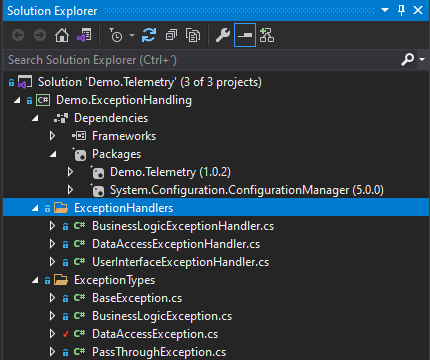 Solution Explorer
Search Solution Explorer (Ctrl+´)
Solution 'Demo.Telemetry' (3 of 3 projects)
C# Demo.ExceptionHandling
Dependencies
Frameworks
Packages
Demo.Telemetry (1.0.2)
System.Configuration.ConfigurationManager (5.0.0)
ExceptionHandlers
C# BusinessLogicExceptionHandler.cs
C# DataAccessExceptionHandler.cs
C# UserInterfaceExceptionHandler.cs
ExceptionTypes
C# BaseException.cs
C# BusinessLogicException.cs
C# DataAccessException.cs
C# PassThroughException.cs